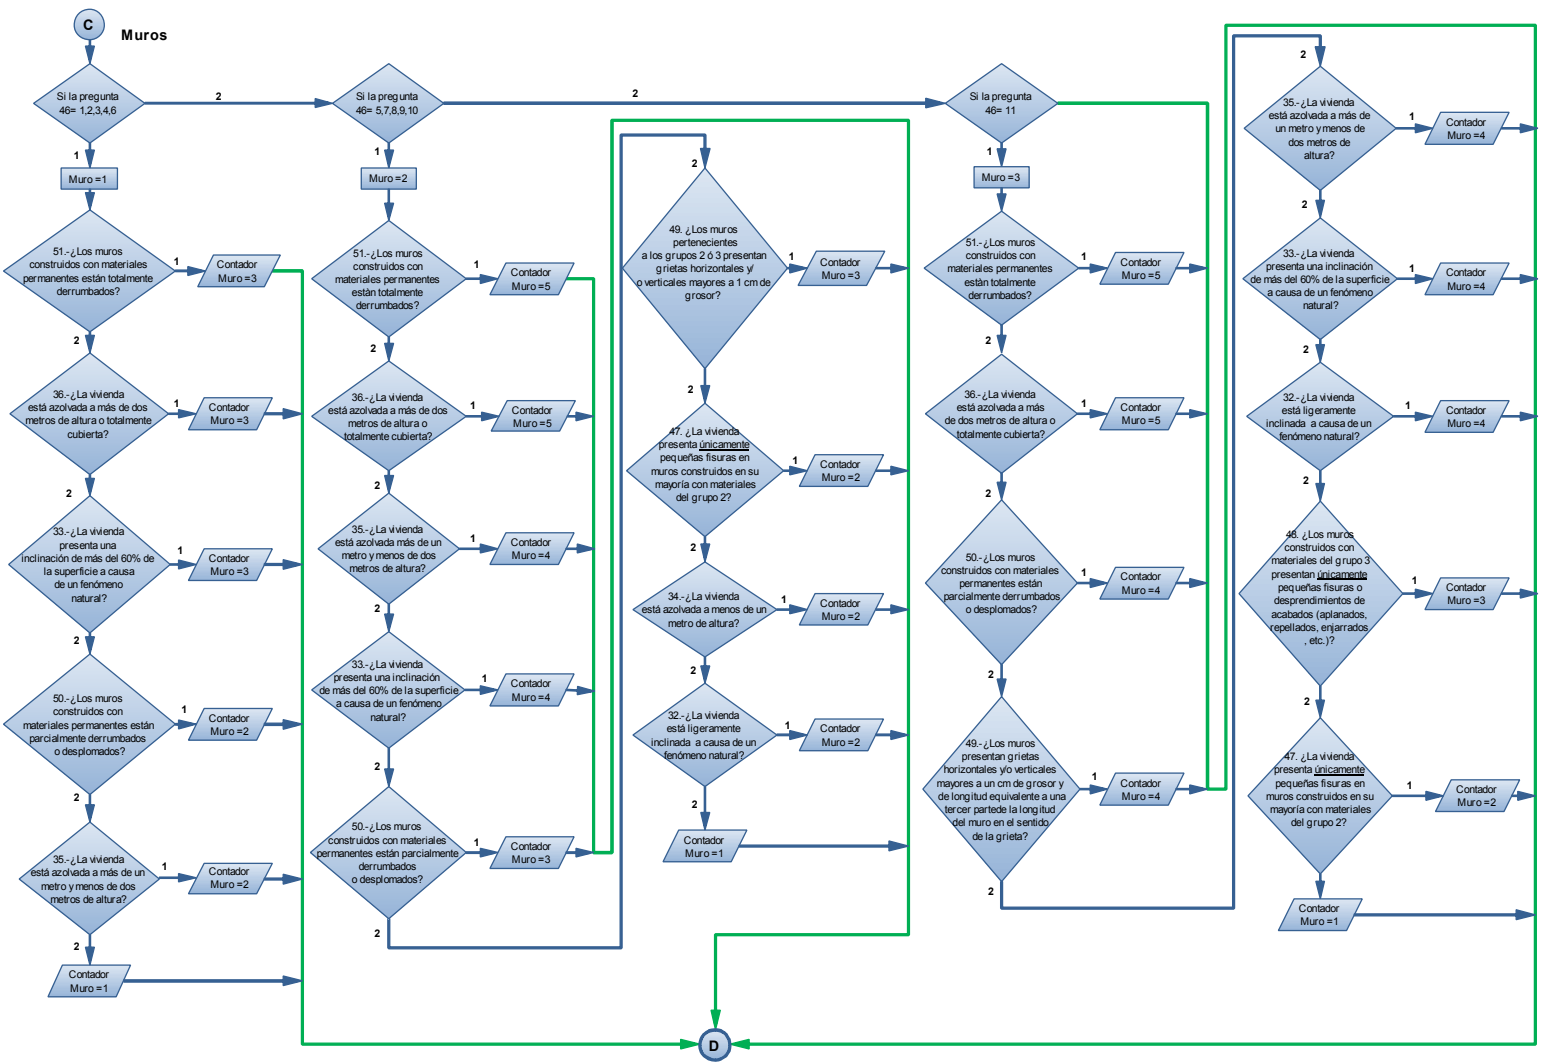 C
Muros
Si la pregunta
46= 1,2,3,4,6
2
1
Muro =1
51.-¿Los muros
construidos con materiales
permanentes están totalmente
derrumbados?
1
Contador
Muro =3
2
36.-¿La vivienda
está azolvada a más de dos
metros de altura o totalmente
cubierta?
1
Contador
Muro =3
2
33.-¿La vivienda
presenta una
inclinación de más del 60% de
la superficie a causa
de un fenómeno
natural?
1
Contador
Muro =3
2
50.-¿Los muros
construidos con
materiales permanentes están
parcialmente derrumbados
o desplomados?
1
Contador
Muro =2
2
35.-¿La vivienda
está azolvada a más de un
metro y menos de dos
metros de altura?
1
Contador
Muro =2
2
Contador
Muro =1
Si la pregunta
46= 5,7,8,9,10
2
1
Muro =2
51.-¿Los muros
construidos con
materiales permanentes
están totalmente
derrumbados?
1
Contador
Muro =5
2
36.-¿La vivienda
está azolvada a más de dos
metros de altura o
totalmente cubierta?
1
Contador
Muro =5
2
35.-¿La vivienda
está azolvada más de un
metro y menos de dos
metros de altura?
1
Contador
Muro =4
2
33.-¿La vivienda
presenta una inclinación
de más del 60% de la superficie
a causa de un fenómeno
natural?
1
Contador
Muro =4
2
50.-¿Los muros
construidos con materiales
permanentes están parcialmente
derrumbados
o desplomados?
1
Contador
Muro =3
2
2
49. ¿Los muros
pertenecientes
a los grupos 2 ó 3 presentan
grietas horizontales y/
o verticales mayores a 1 cm de
grosor?
1
Contador
Muro =3
2
47. ¿La vivienda
presenta únicamente
pequeñas fisuras en
muros construidos en su
mayoría con materiales
del grupo 2?
1
Contador
Muro =2
2
34.-¿La vivienda
está azolvada a menos de un
metro de altura?
1
Contador
Muro =2
2
32.-¿La vivienda
está ligeramente
inclinada a causa de un
fenómeno natural?
1
Contador
Muro =2
2
Contador
Muro =1
Si la pregunta
46= 11
1
Muro =3
51.-¿Los muros
construidos con
materiales permanentes
están totalmente
derrumbados?
1
Contador
Muro =5
2
36.-¿La vivienda
está azolvada a más
de dos metros de altura o
totalmente cubierta?
1
Contador
Muro =5
2
50.-¿Los muros
construidos con materiales
permanentes están
parcialmente derrumbados
o desplomados?
1
Contador
Muro =4
2
49.-¿Los muros
presentan grietas
horizontales y/o verticales
mayores a un cm de grosor y
de longitud equivalente a una
tercer partede la longitud
del muro en el sentido
de la grieta?
1
Contador
Muro =4
2
2
35.-¿La vivienda
está azolvada a más de
un metro y menos de
dos metros de
altura?
1
Contador
Muro =4
2
33.-¿La vivienda
presenta una inclinación
de más del 60% de la superficie
a causa de un fenómeno
natural?
1
Contador
Muro =4
2
32.-¿La vivienda
está ligeramente
inclinada a causa de un
fenómeno natural?
1
Contador
Muro =4
2
48. ¿Los muros
construidos con
materiales del grupo 3
presentan únicamente
pequeñas fisuras o
desprendimientos de
acabados (aplanados,
repellados, enjarrados
, etc.)?
1
Contador
Muro =3
2
47. ¿La vivienda
presenta únicamente
pequeñas fisuras en
muros construidos en su
mayoría con materiales
del grupo 2?
1
Contador
Muro =2
2
Contador
Muro =1
D